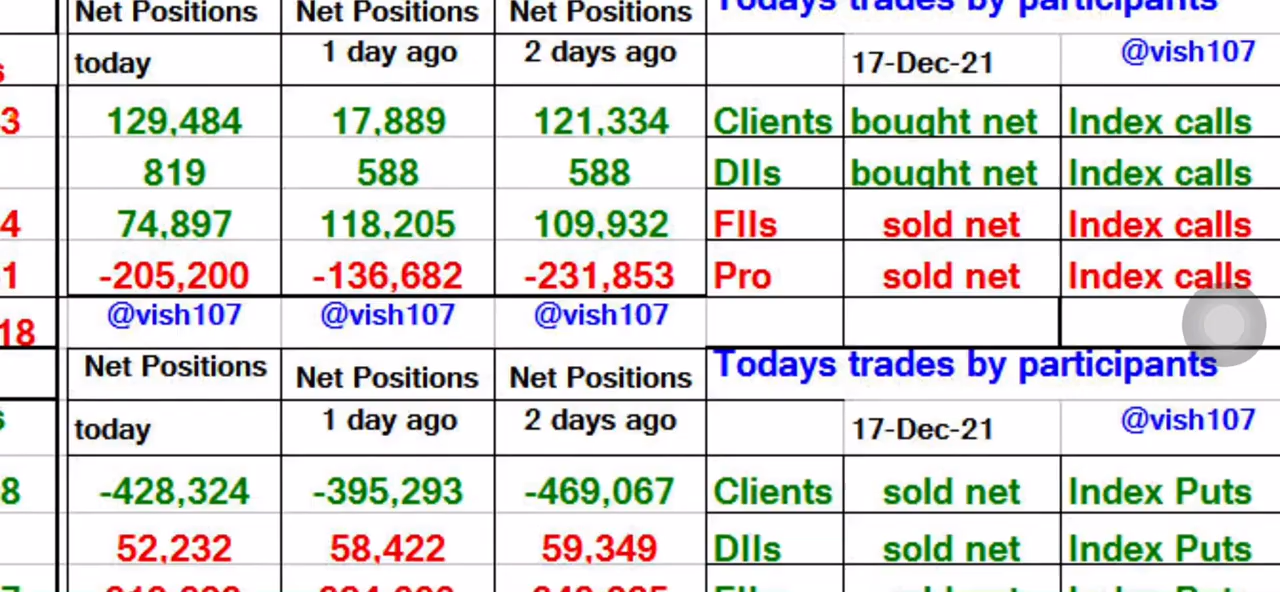 Net Positions Net Positions Net Positions Todays trades by participants
today 1 day ago 2 days ago 17-Dec-21 @vish107
s
3 129,484 17,889 121,334 Clients bought net Index calls
819 588 588 DIIs bought net Index calls
4 74,897 118,205 109,932 FIIs sold net Index calls
1 -205,200 -136,682 -231,853 Pro sold net Index calls
18 @vish107 @vish107 @vish107
Net Positions Net Positions Net Positions Todays trades by participants
s today 1 day ago 2 days ago 17-Dec-21 @vish107
8 -428,324 -395,293 -469,067 Clients sold net Index Puts
52,232 58,422 59,349 DIIs sold net Index Puts